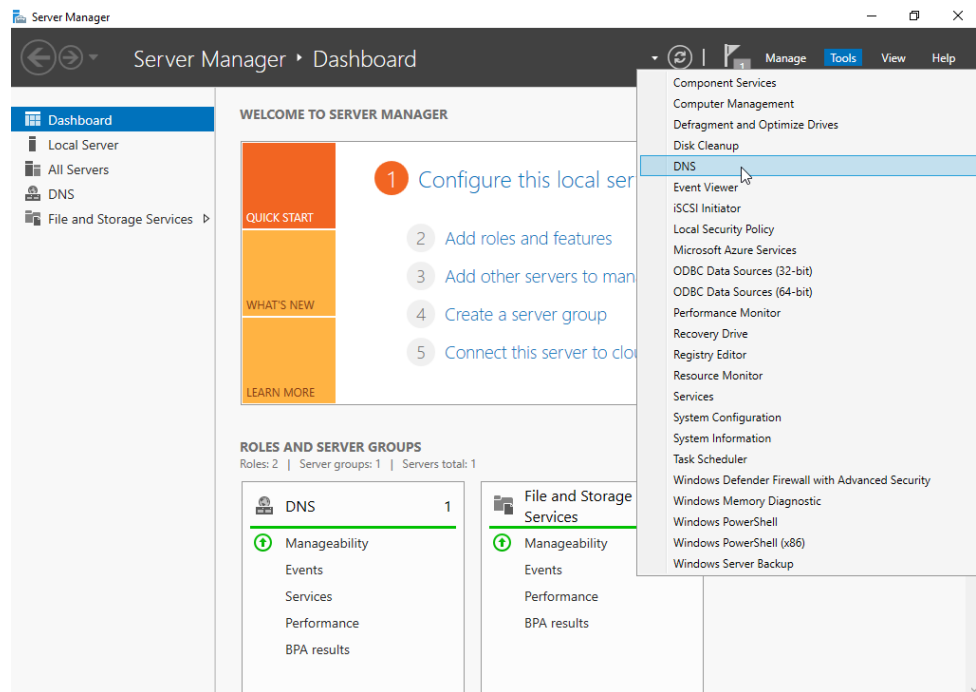 Server Manager
Server Manager ‣ Dashboard
1
Manage
Tools
View
Help
Dashboard
Local Server
All Servers
DNS
File and Storage Services
WELCOME TO SERVER MANAGER
QUICK START
WHAT'S NEW
LEARN MORE
1 Configure this local ser
2 Add roles and features
3 Add other servers to man
4 Create a server group
5 Connect this server to clou
ROLES AND SERVER GROUPS
Roles: 2 | Server groups: 1 | Servers total: 1
DNS 1
Manageability
Events
Services
Performance
BPA results
File and Storage
Services
Manageability
Events
Performance
BPA results
Component Services
Computer Management
Defragment and Optimize Drives
Disk Cleanup
DNS
Event Viewer
iSCSI Initiator
Local Security Policy
Microsoft Azure Services
ODBC Data Sources (32-bit)
ODBC Data Sources (64-bit)
Performance Monitor
Recovery Drive
Registry Editor
Resource Monitor
Services
System Configuration
System Information
Task Scheduler
Windows Defender Firewall with Advanced Security
Windows Memory Diagnostic
Windows PowerShell
Windows PowerShell (x86)
Windows Server Backup